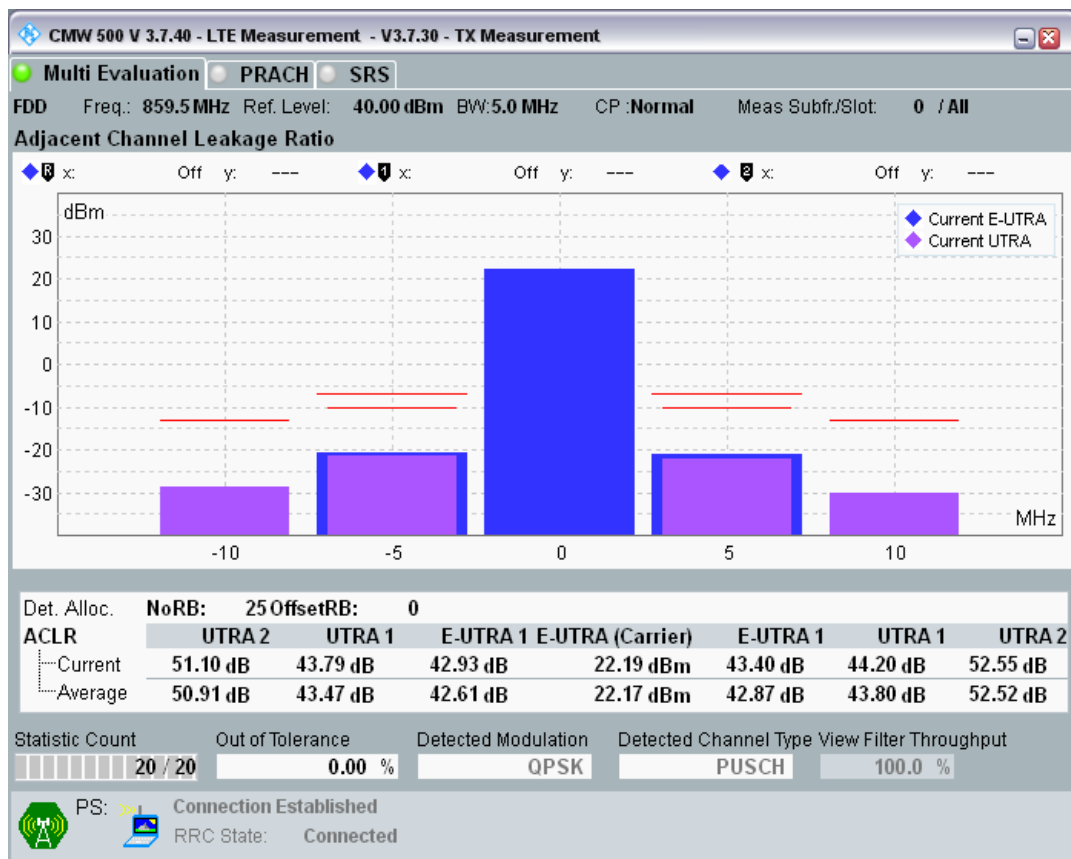 CMW 500 V 3.7.40 - LTE Measurement - V3.7.30 - TX Measurement
Multi Evaluation PRACH SRS
FDD Freq.: 859.5 MHz Ref. Level: 40.00 dBm BW:5.0 MHz CP :Normal Meas Subfr./Slot: 0 / All
Adjacent Channel Leakage Ratio
R x: Off y: --- 1 x: Off y: --- 2 x: Off y: ---
dBm
Current E-UTRA
Current UTRA
30
20
10
0
-10
-20
-30
MHz
-10 -5 0 5 10
Det. Alloc. NoRB: 25 OffsetRB: 0
ACLR UTRA 2 UTRA 1 E-UTRA 1 E-UTRA (Carrier) E-UTRA 1 UTRA 1 UTRA 2
Current 51.10 dB 43.79 dB 42.93 dB 22.19 dBm 43.40 dB 44.20 dB 52.55 dB
Average 50.91 dB 43.47 dB 42.61 dB 22.17 dBm 42.87 dB 43.80 dB 52.52 dB
Statistic Count Out of Tolerance Detected Modulation Detected Channel Type View Filter Throughput
20 / 20 0.00 % QPSK PUSCH 100.0 %
PS: Connection Established
RRC State: Connected